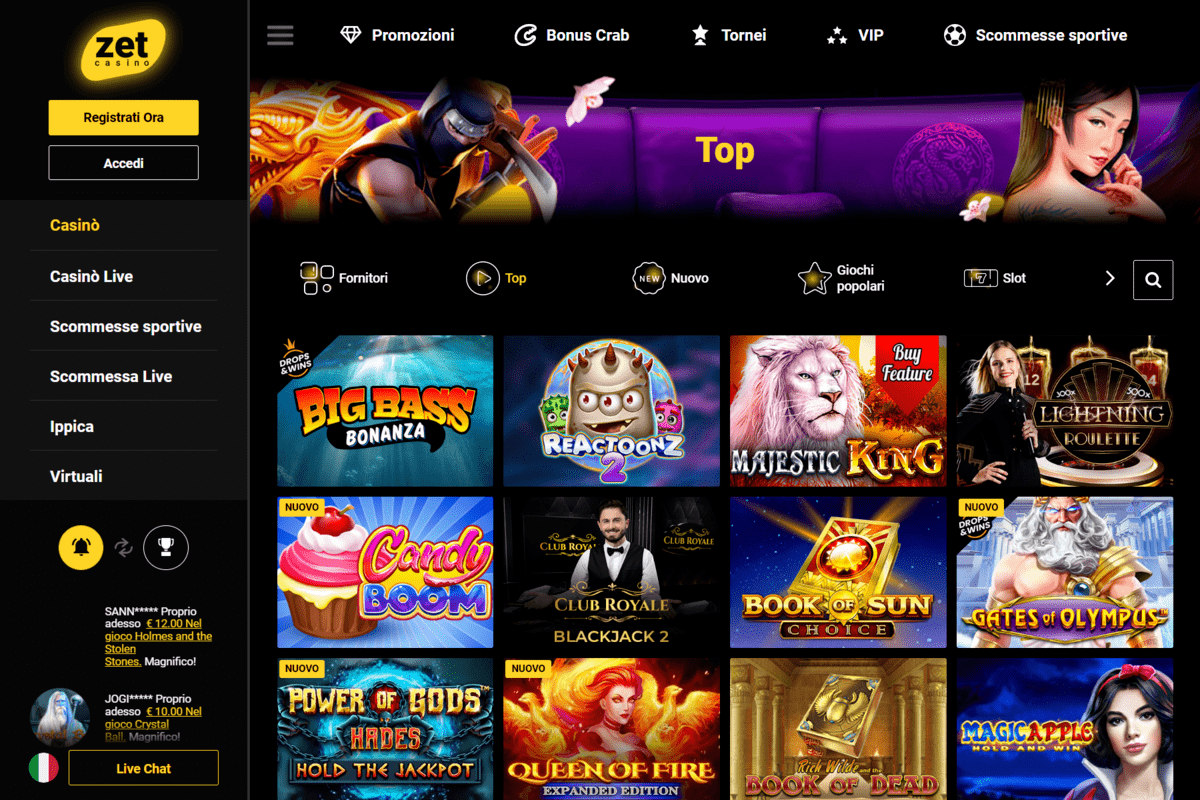 zet
casino
Registrati Ora
Accedi
Casinò
Casinò Live
Scommesse sportive
Scommessa Live
Ippica
Virtuali
SANN***** Proprio
adesso € 12.00 Nel
gioco Holmes and the
Stolen
Stones. Magnifico!
JOGI***** Proprio
adesso € 10.00 Nel
gioco Crystal
Ball. Magnifico!
Live Chat
Promozioni
Bonus Crab
Tornei
VIP
Scommesse sportive
Top
Fornitori
Top
NEW
Nuovo
Giochi
popolari
Slot
DROPS
&WINS
BIG BASS
BONANZA
REACTOONZ
2
Buy
Feature
MAJESTIC KING
12
4
300x
300x
LIGHTNING
ROULETTE
NUOVO
Candy
BOOM
CLUB ROYALE
CLUB ROYALE
CLUB ROYALE
BLACKJACK 2
BOOK OF SUN
CHOICE
NUOVO
DROPS
&WINS
GATES of OLYMPUS™
NUOVO
POWER OF GODS™
HADES
HOLD THE JACKPOT
NUOVO
QUEEN OF FIRE
EXPANDED EDITION
Rich Wilde and the
BOOK OF DEAD
MAGIC APPLE
HOLD AND WIN